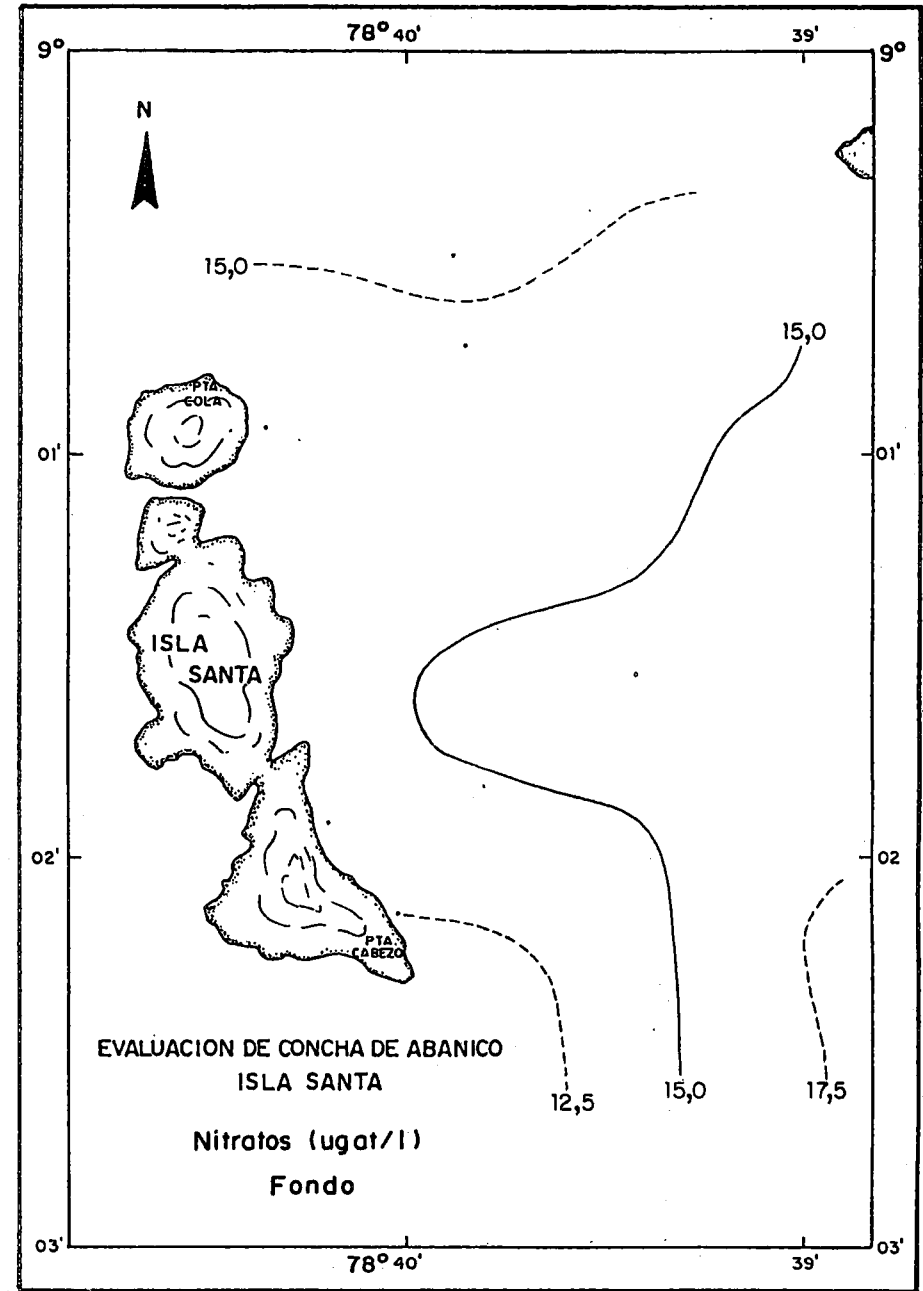 78° 40' 39'
9° 9°
N
15,0
15,0
PTA
COLA
01' 01'
ISLA
SANTA
02' 02
PTA.
CABEZO
EVALUACION DE CONCHA DE ABANICO
ISLA SANTA
12,5 15,0 17,5
Nitratos (ugat/l)
Fondo
03' 03'
78° 40' 39'